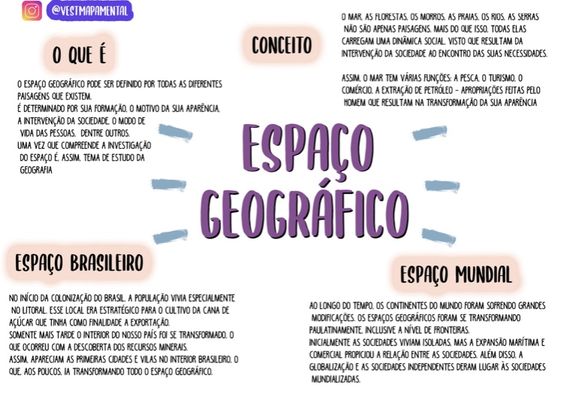 @VESTMAPAMENTAL
O QUE É
O ESPAÇO GEOGRÁFICO PODE SER DEFINIDO POR TODAS AS DIFERENTES
PAISAGENS QUE EXISTEM.
É DETERMINADO POR SUA FORMAÇÃO, O MOTIVO DA SUA APARÊNCIA,
A INTERVENÇÃO DA SOCIEDADE, O MODO DE
VIDA DAS PESSOAS, DENTRE OUTROS.
UMA VEZ QUE COMPREENDE A INVESTIGAÇÃO
DO ESPAÇO É, ASSIM, TEMA DE ESTUDO DA
GEOGRAFIA
CONCEITO
O MAR, AS FLORESTAS, OS MORROS, AS PRAIAS, OS RIOS, AS SERRAS
NÃO SÃO APENAS PAISAGENS. MAIS DO QUE ISSO, TODAS ELAS
CARREGAM UMA DINÂMICA SOCIAL, VISTO QUE RESULTAM DA
INTERVENÇÃO DA SOCIEDADE AO ENCONTRO DAS SUAS NECESSIDADES.
ASSIM, O MAR TEM VÁRIAS FUNÇÕES: A PESCA, O TURISMO, O
COMÉRCIO, A EXTRAÇÃO DE PETRÓLEO - APROPRIAÇÕES FEITAS PELO
HOMEM QUE RESULTAM NA TRANSFORMAÇÃO DA SUA APARÊNCIA
ESPAÇO
GEOGRÁFICO
ESPAÇO BRASILEIRO
NO INÍCIO DA COLONIZAÇÃO DO BRASIL, A POPULAÇÃO VIVIA ESPECIALMENTE
NO LITORAL. ESSE LOCAL ERA ESTRATÉGICO PARA O CULTIVO DA CANA DE
AÇÚCAR QUE TINHA COMO FINALIDADE A EXPORTAÇÃO.
SOMENTE MAIS TARDE O INTERIOR DO NOSSO PAÍS FOI SE TRANSFORMADO, O
QUE OCORREU COM A DESCOBERTA DOS RECURSOS MINERAIS.
ASSIM, APARECIAM AS PRIMEIRAS CIDADES E VILAS NO INTERIOR BRASILEIRO, O
QUE, AOS POUCOS, IA TRANSFORMANDO TODO O ESPAÇO GEOGRÁFICO.
ESPAÇO MUNDIAL
AO LONGO DO TEMPO, OS CONTINENTES DO MUNDO FORAM SOFRENDO GRANDES
MODIFICAÇÕES. OS ESPAÇOS GEOGRÁFICOS FORAM SE TRANSFORMANDO
PAULATINAMENTE, INCLUSIVE A NÍVEL DE FRONTEIRAS.
INICIALMENTE AS SOCIEDADES VIVIAM ISOLADAS, MAS A EXPANSÃO MARÍTIMA E
COMERCIAL PROPICIOU A RELAÇÃO ENTRE AS SOCIEDADES. ALÉM DISSO, A
GLOBALIZAÇÃO E AS SOCIEDADES INDEPENDENTES DERAM LUGAR ÀS SOCIEDADES
MUNDIALIZADAS.